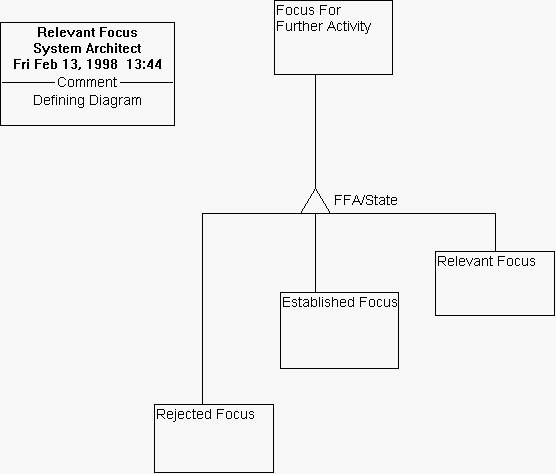 Relevant Focus
System Architect
Fri Feb 13, 1998  13:44
Comment
Defining Diagram
Focus For
Further Activity
FFA/State
Relevant Focus
Established Focus
Rejected Focus